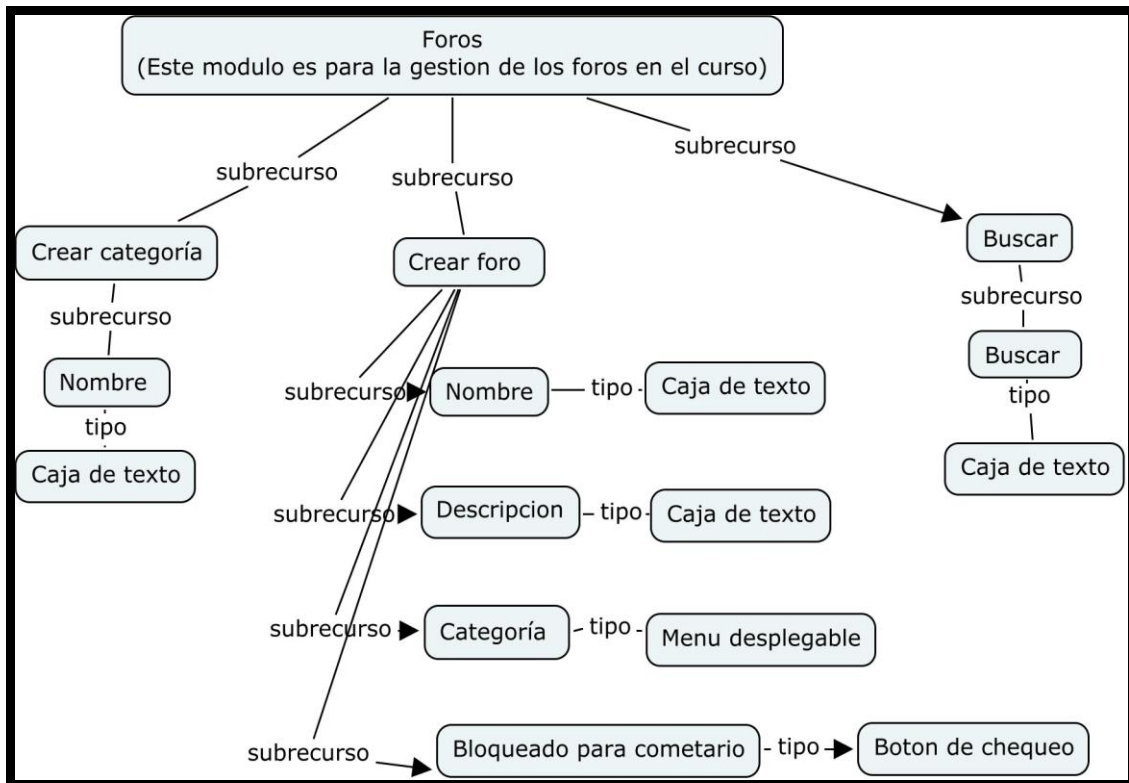 Foros
(Este modulo es para la gestion de los foros en el curso)
subrecurso
subrecurso
subrecurso
Crear categoría
Crear foro
Buscar
subrecurso
subrecurso
Nombre
Buscar
subrecurso
Nombre
tipo
Caja de texto
tipo
tipo
Caja de texto
Caja de texto
subrecurso
Descripcion
tipo
Caja de texto
subrecurso
Categoría
tipo
Menu desplegable
subrecurso
Bloqueado para cometario
tipo
Boton de chequeo